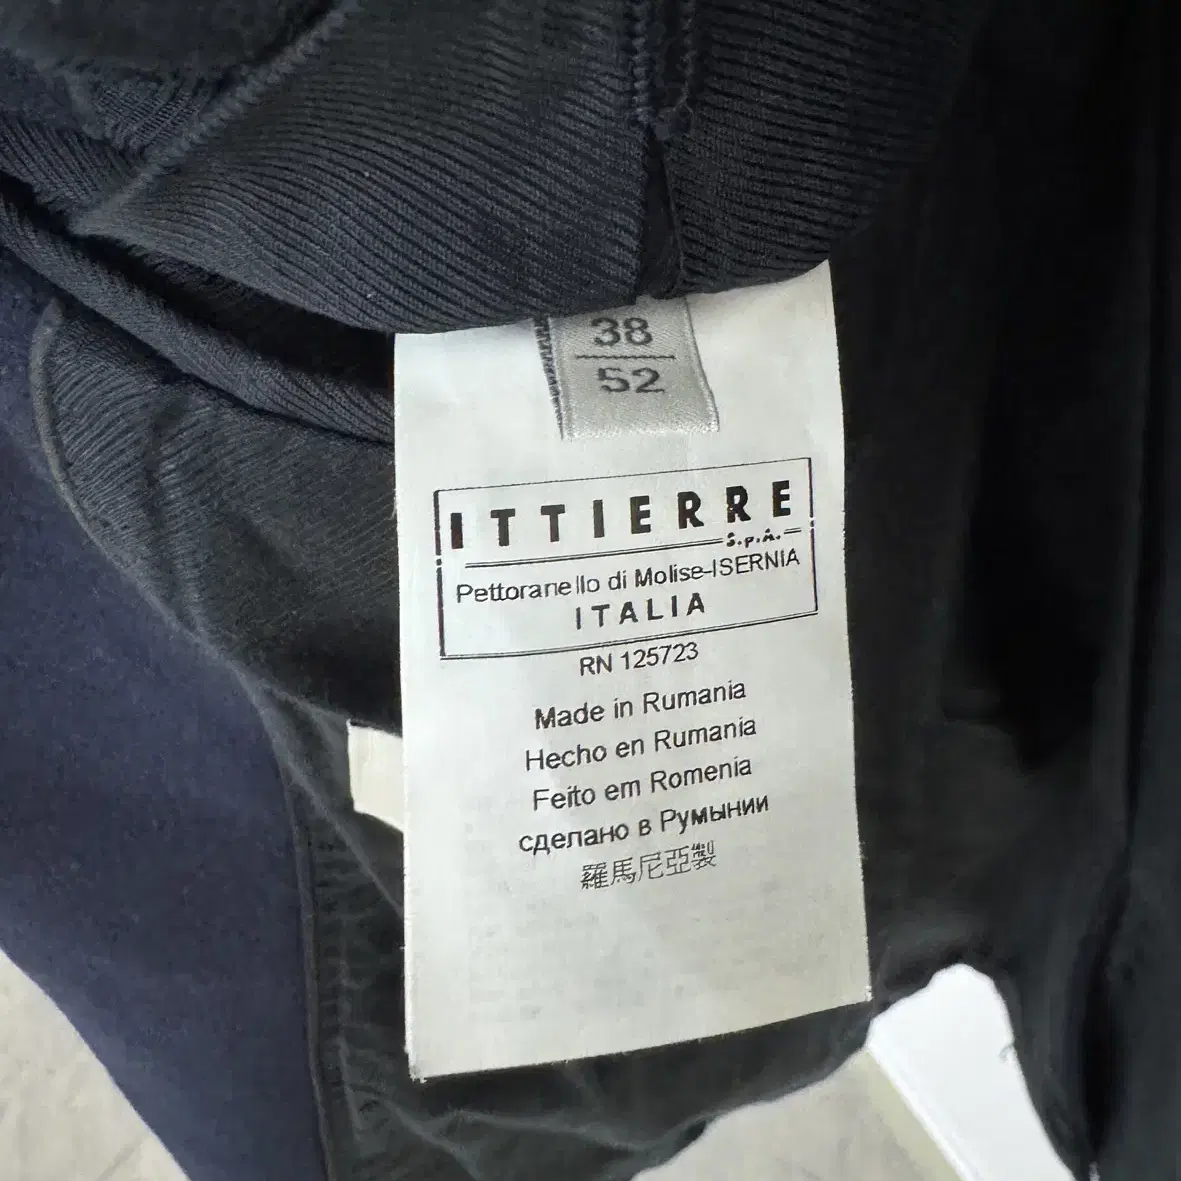 38
52
ITTIERRE
S.p.A.
Pettoranello di Molise-ISERNIA
ITALIA
RN 125723
Made in Rumania
Hecho en Rumania
Feito em Romenia
сделано в Румынии
羅馬尼亞製